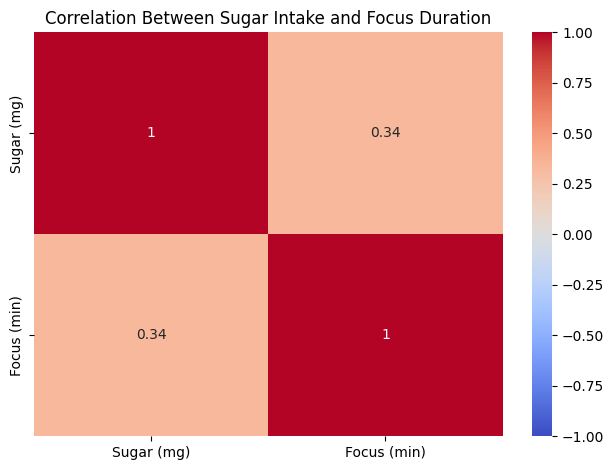 Correlation Between Sugar Intake and Focus Duration
Sugar (mg)
1
0.34
Focus (min)
0.34
1
Sugar (mg)
Focus (min)
1.00
0.75
0.50
0.25
0.00
−0.25
−0.50
−0.75
−1.00